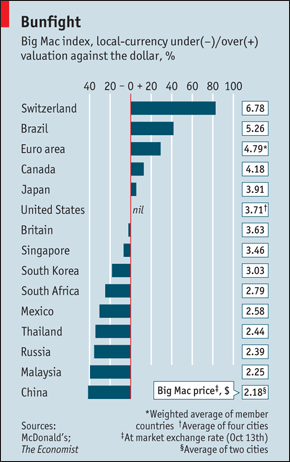 Bunfight
Big Mac index, local-currency under(–)/over(+)
valuation against the dollar, %
40 20 – 0 + 20 40 60 80 100
Switzerland 6.78
Brazil 5.26
Euro area 4.79*
Canada 4.18
Japan 3.91
United States nil 3.71†
Britain 3.63
Singapore 3.46
South Korea 3.03
South Africa 2.79
Mexico 2.58
Thailand 2.44
Russia 2.39
Malaysia 2.25
China Big Mac price‡, $ 2.18§
Sources:
McDonald's;
The Economist
*Weighted average of member
countries †Average of four cities
‡At market exchange rate (Oct 13th)
§Average of two cities